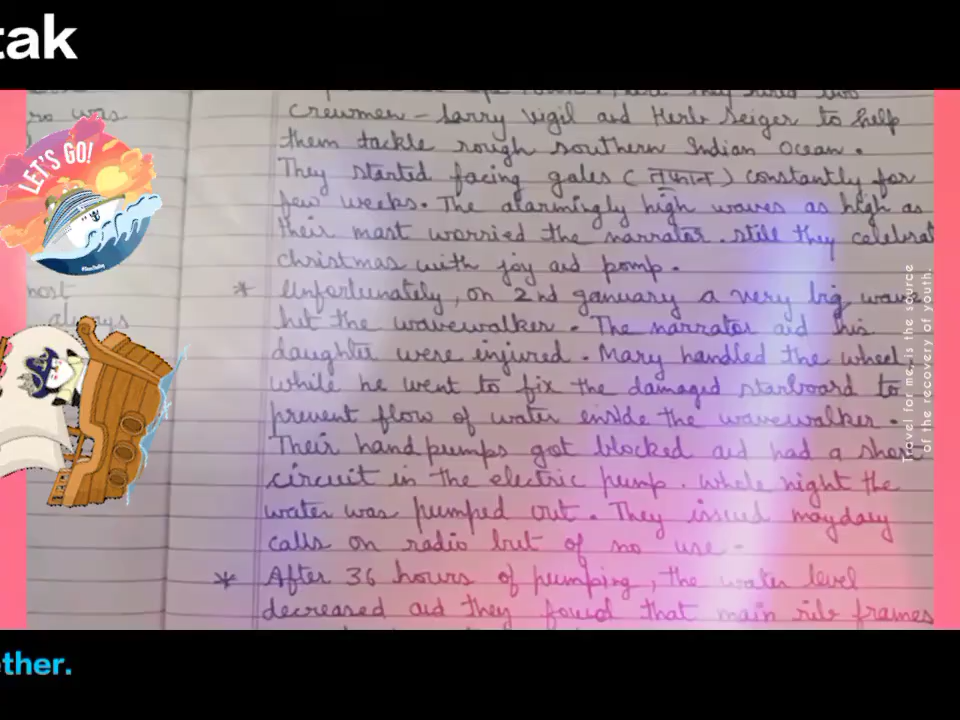 tak
LET'S GO!
ro was
nost
always
crewmen - Larry Vigil and Herb Seiger to help
them tackle rough southern Indian Ocean.
They started facing gales (तूफान) constantly for
few weeks. The alarmingly high waves as high as
their mast worried the narrator. still they celebrat
christmas with joy and pomp.
* Unfortunately, on 2nd January a very big wave
hit the wavewalker. The narrator and his
daughter were injured. Mary handled the wheel,
while he went to fix the damaged starboard to
prevent flow of water inside the wavewalker.
Their hand pumps got blocked and had a short
circuit in the electric pump. Whole night the
water was pumped out. They issued mayday
calls on radio but of no use.
* After 36 hours of pumping, the water level
decreased and they found that main rib frames
Travel for me, is the source
of the recovery of youth.
ther.